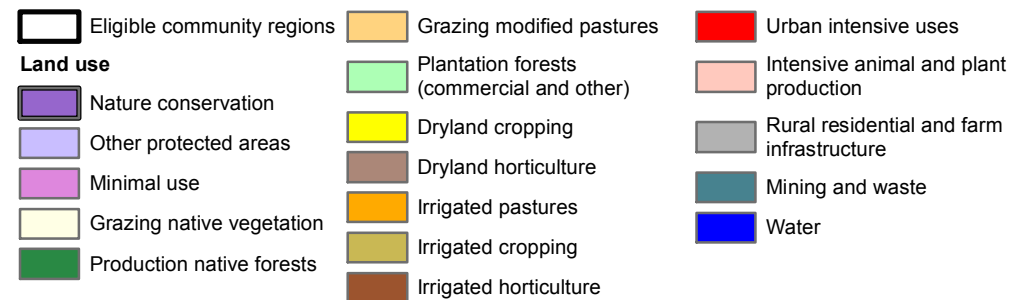 Eligible community regions
Land use
Nature conservation
Other protected areas
Minimal use
Grazing native vegetation
Production native forests
Grazing modified pastures
Plantation forests
(commercial and other)
Dryland cropping
Dryland horticulture
Irrigated pastures
Irrigated cropping
Irrigated horticulture
Urban intensive uses
Intensive animal and plant
production
Rural residential and farm
infrastructure
Mining and waste
Water